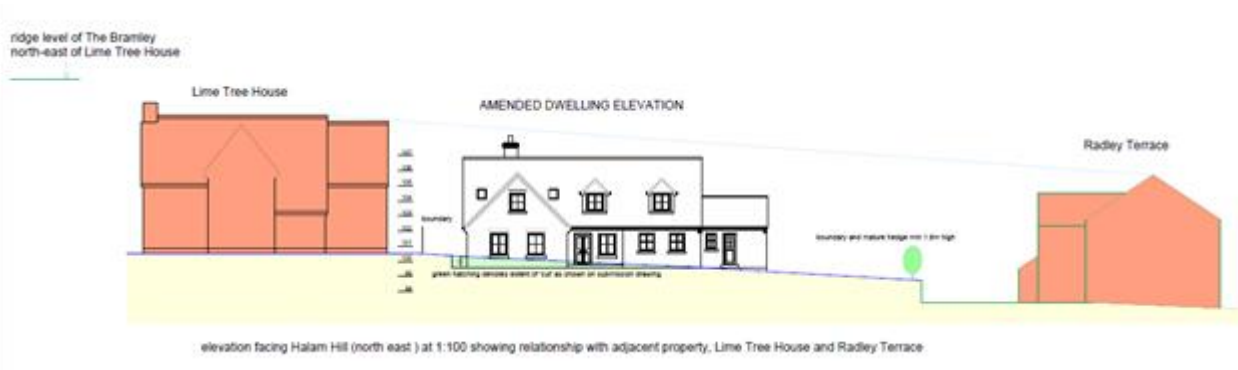 ridge level of The Bramley
north-east of Lime Tree House
Lime Tree House
AMENDED DWELLING ELEVATION
Radley Terrace
boundary
boundary and mature hedge min 1.8m high
green hatching denotes extent of 'cut' as shown on submission drawing
elevation facing Halam Hill (north east ) at 1:100 showing relationship with adjacent property, Lime Tree House and Radley Terrace